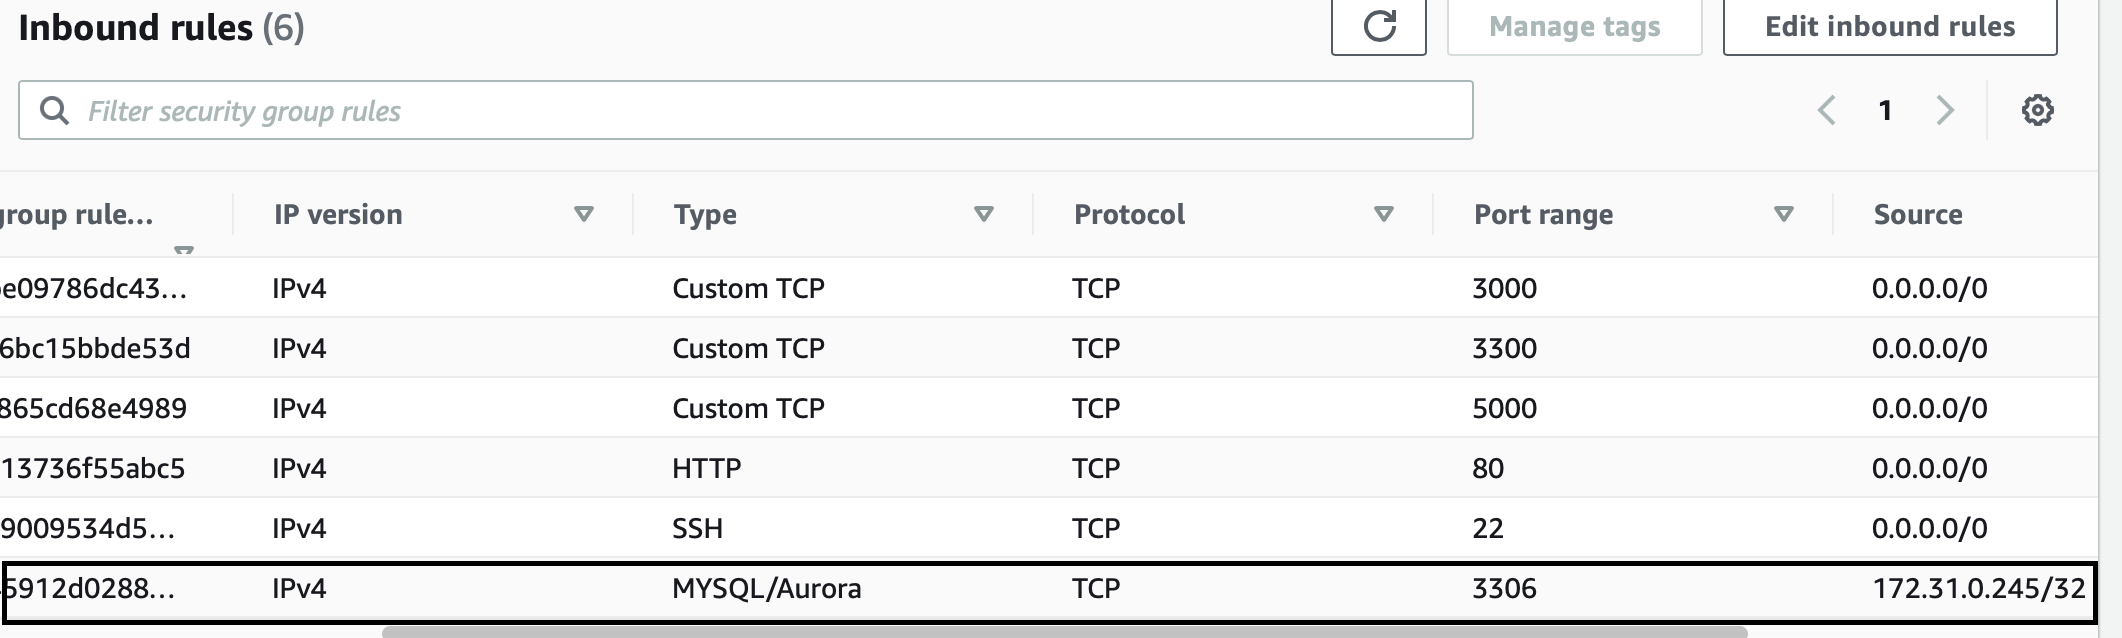 Inbound rules (6)
Manage tags
Edit inbound rules
Filter security group rules
1
group rule... IP version Type Protocol Port range Source
e09786dc43... IPv4 Custom TCP TCP 3000 0.0.0.0/0
6bc15bbde53d IPv4 Custom TCP TCP 3300 0.0.0.0/0
865cd68e4989 IPv4 Custom TCP TCP 5000 0.0.0.0/0
13736f55abc5 IPv4 HTTP TCP 80 0.0.0.0/0
9009534d5... IPv4 SSH TCP 22 0.0.0.0/0
5912d0288... IPv4 MYSQL/Aurora TCP 3306 172.31.0.245/32